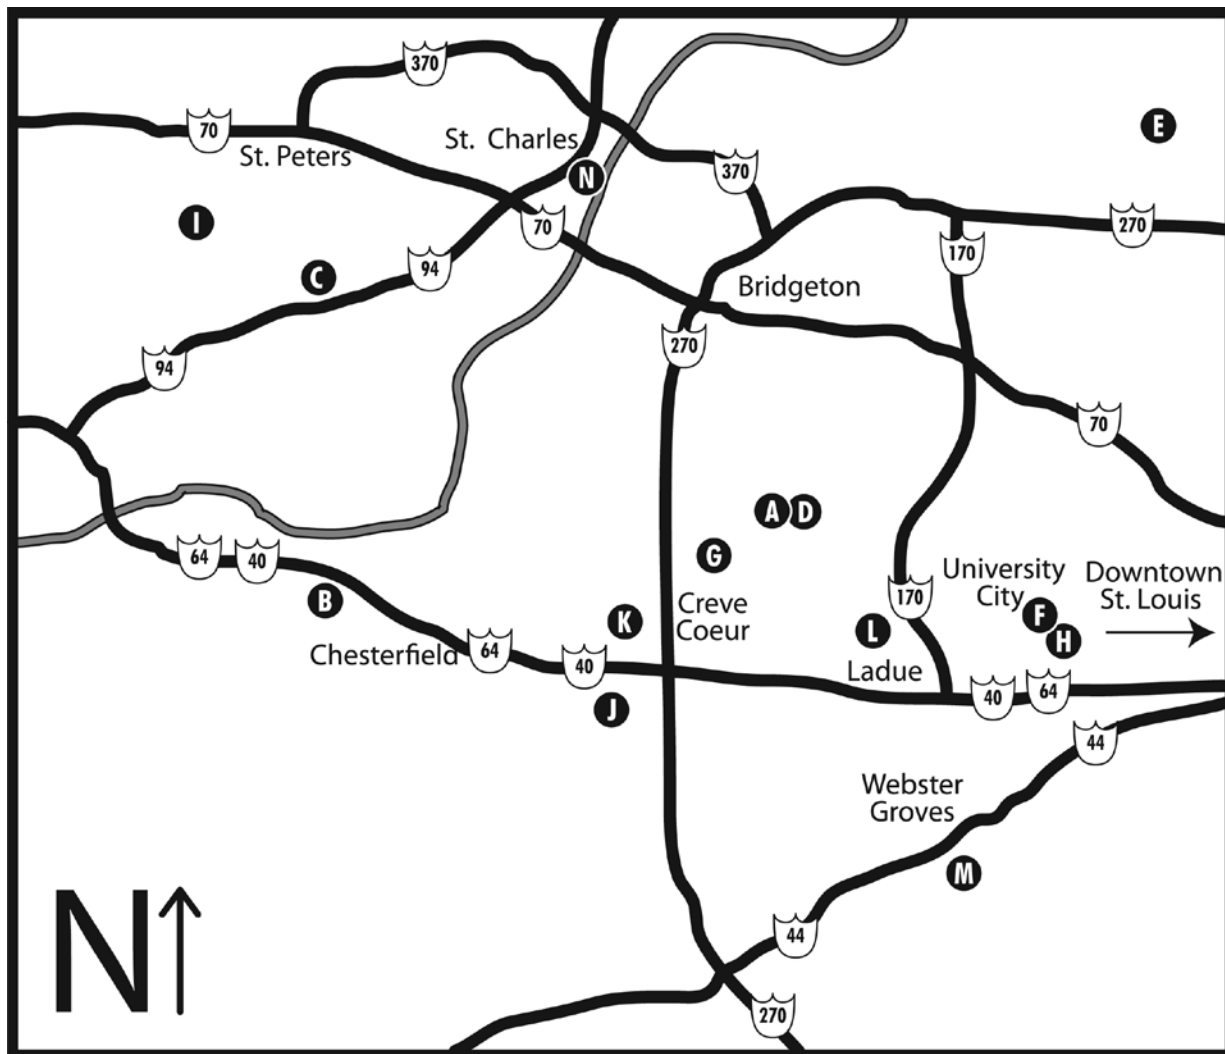 370
E
70
St. Charles
St. Peters
370
N
I
70
270
170
94
C
Bridgeton
270
94
70
A
D
G
64
40
University
City
Downtown
St. Louis
170
B
Creve
Coeur
K
L
F
H
Chesterfield
64
40
Ladue
40
64
J
44
Webster
Groves
M
N
44
270